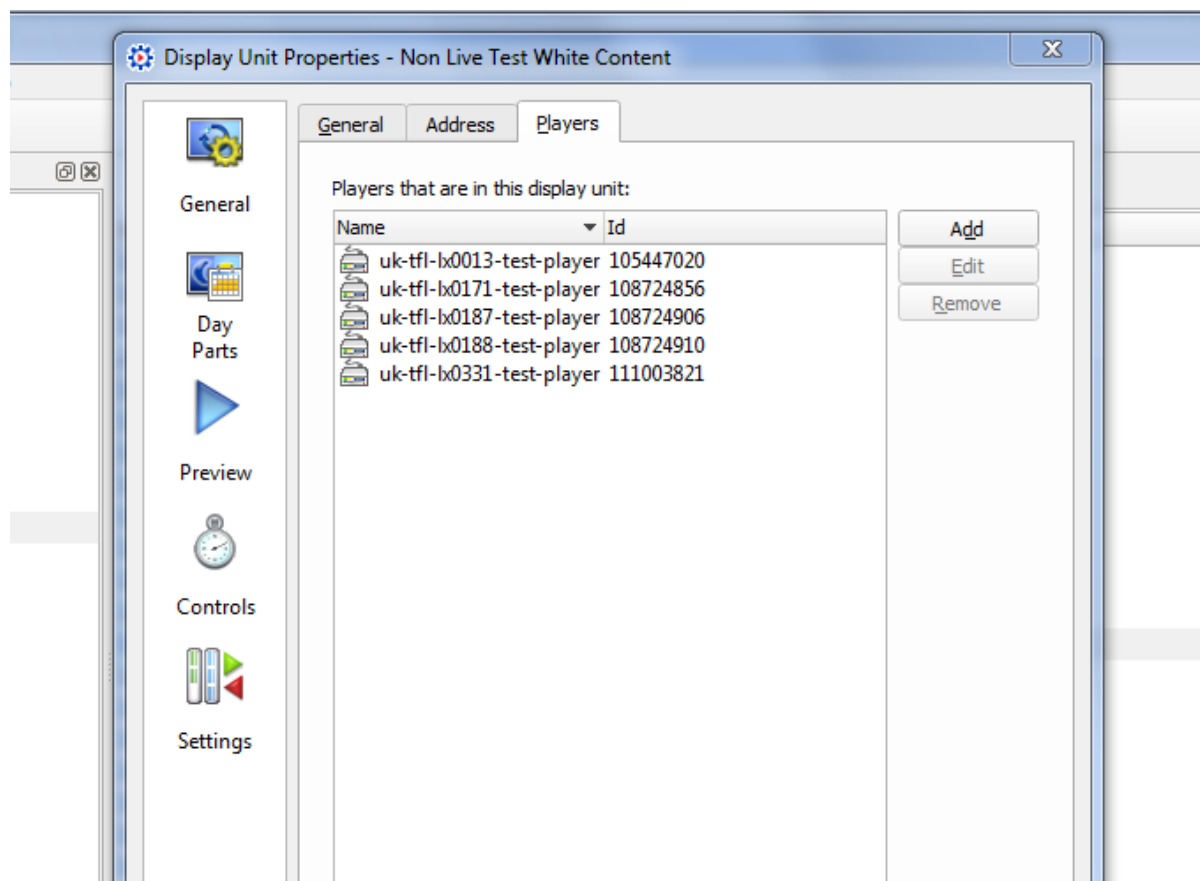 Display Unit Properties - Non Live Test White Content
General
Day
Parts
Preview
Controls
Settings
General Address Players
Players that are in this display unit:
Name Id
uk-tfl-lx0013-test-player 105447020
uk-tfl-lx0171-test-player 108724856
uk-tfl-lx0187-test-player 108724906
uk-tfl-lx0188-test-player 108724910
uk-tfl-lx0331-test-player 111003821
Add
Edit
Remove